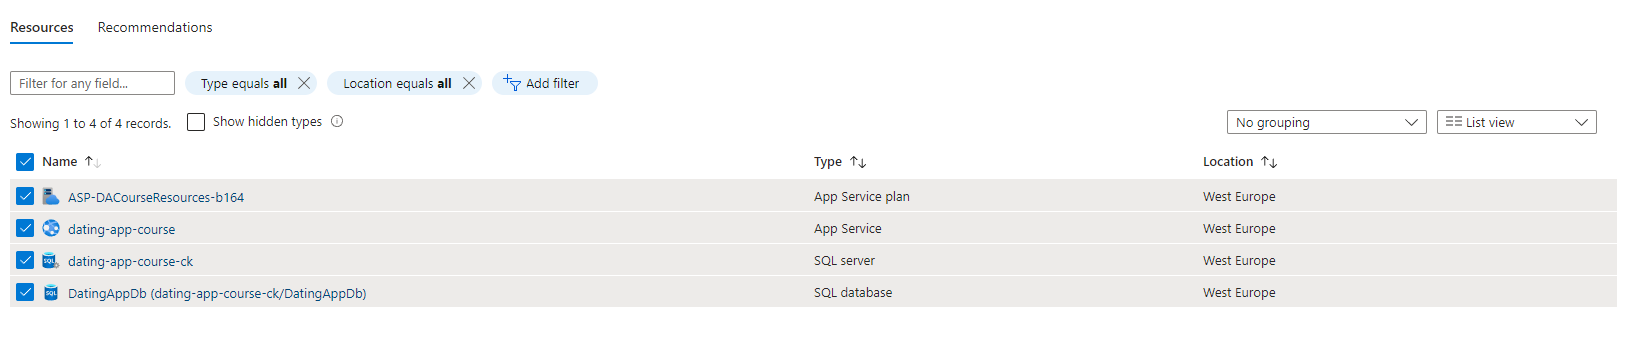 Resources Recommendations
Filter for any field... Type equals all Location equals all Add filter
Showing 1 to 4 of 4 records. Show hidden types No grouping List view
Name Type Location
ASP-DACourseResources-b164 App Service plan West Europe
dating-app-course App Service West Europe
dating-app-course-ck SQL server West Europe
DatingAppDb (dating-app-course-ck/DatingAppDb) SQL database West Europe